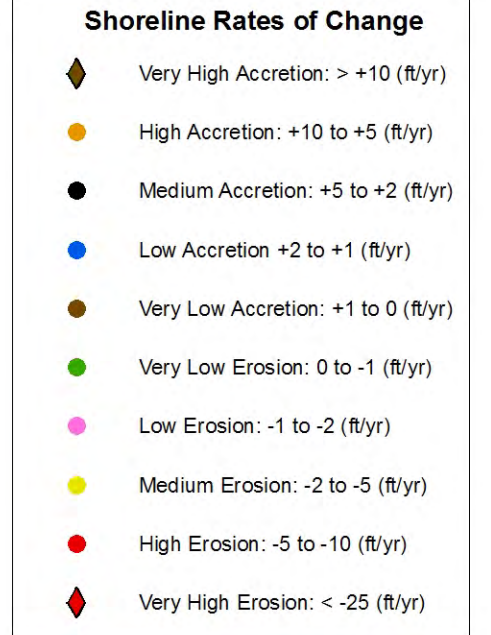 Shoreline Rates of Change
Very High Accretion: > +10 (ft/yr)
High Accretion: +10 to +5 (ft/yr)
Medium Accretion: +5 to +2 (ft/yr)
Low Accretion +2 to +1 (ft/yr)
Very Low Accretion: +1 to 0 (ft/yr)
Very Low Erosion: 0 to -1 (ft/yr)
Low Erosion: -1 to -2 (ft/yr)
Medium Erosion: -2 to -5 (ft/yr)
High Erosion: -5 to -10 (ft/yr)
Very High Erosion: < -25 (ft/yr)